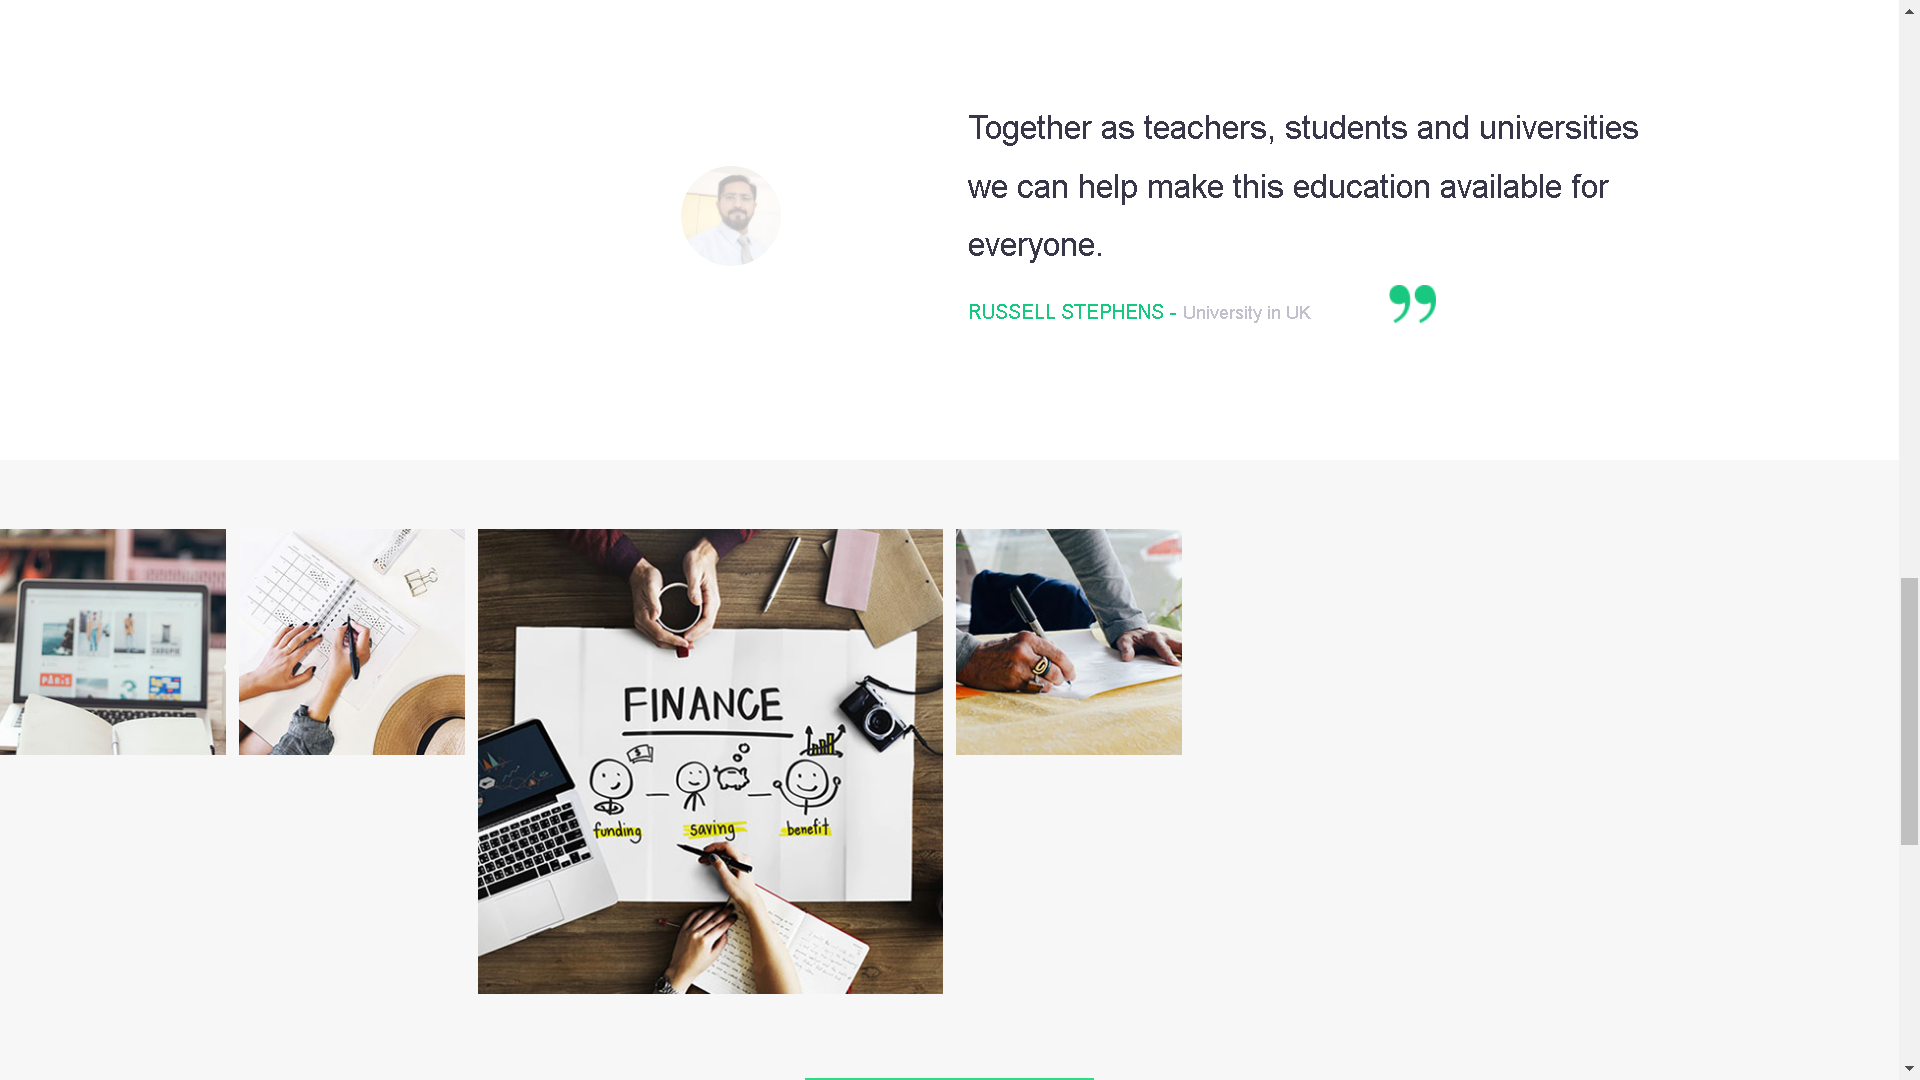 Together as teachers, students and universities
we can help make this education available for
everyone.
RUSSELL STEPHENS - University in UK
”
PARIS
FINANCE
funding saving benefit